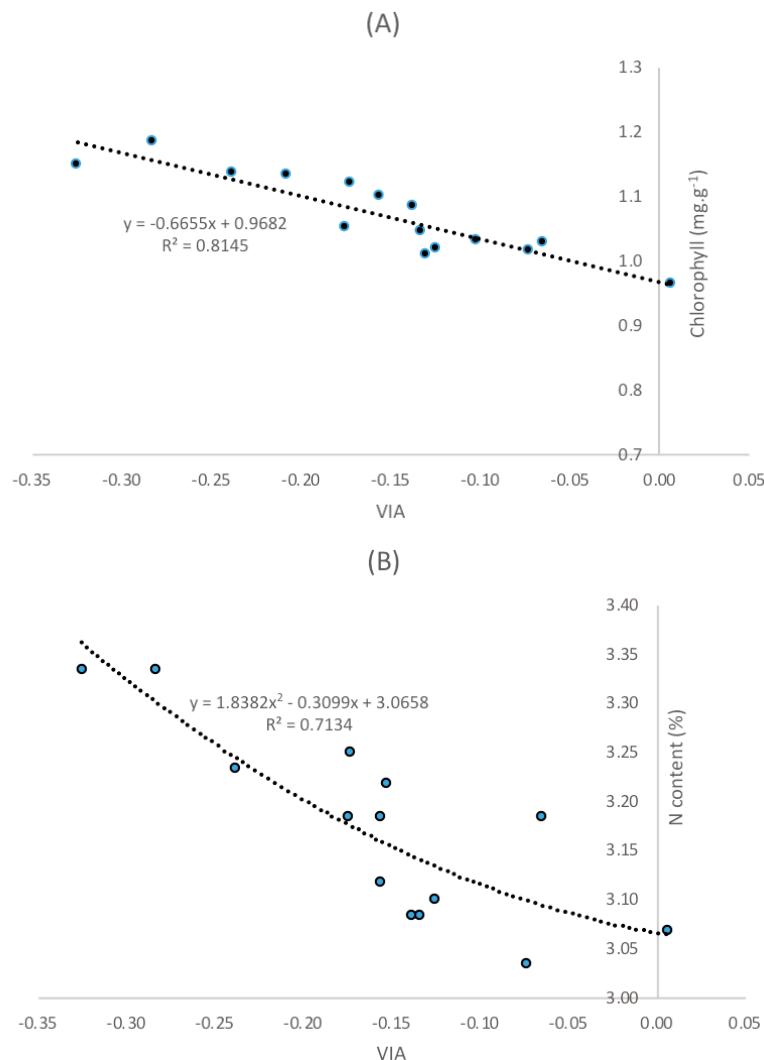 (A)
1.3
1.2
1.1
1.0
0.9
0.8
0.7
Chlorophyll (mg.g⁻¹)
y = -0.6655x + 0.9682
R² = 0.8145
-0.35 -0.30 -0.25 -0.20 -0.15 -0.10 -0.05 0.00 0.05
VIA
(B)
3.40
3.35
3.30
3.25
3.20
3.15
3.10
3.05
3.00
N content (%)
y = 1.8382x² - 0.3099x + 3.0658
R² = 0.7134
-0.35 -0.30 -0.25 -0.20 -0.15 -0.10 -0.05 0.00 0.05
VIA